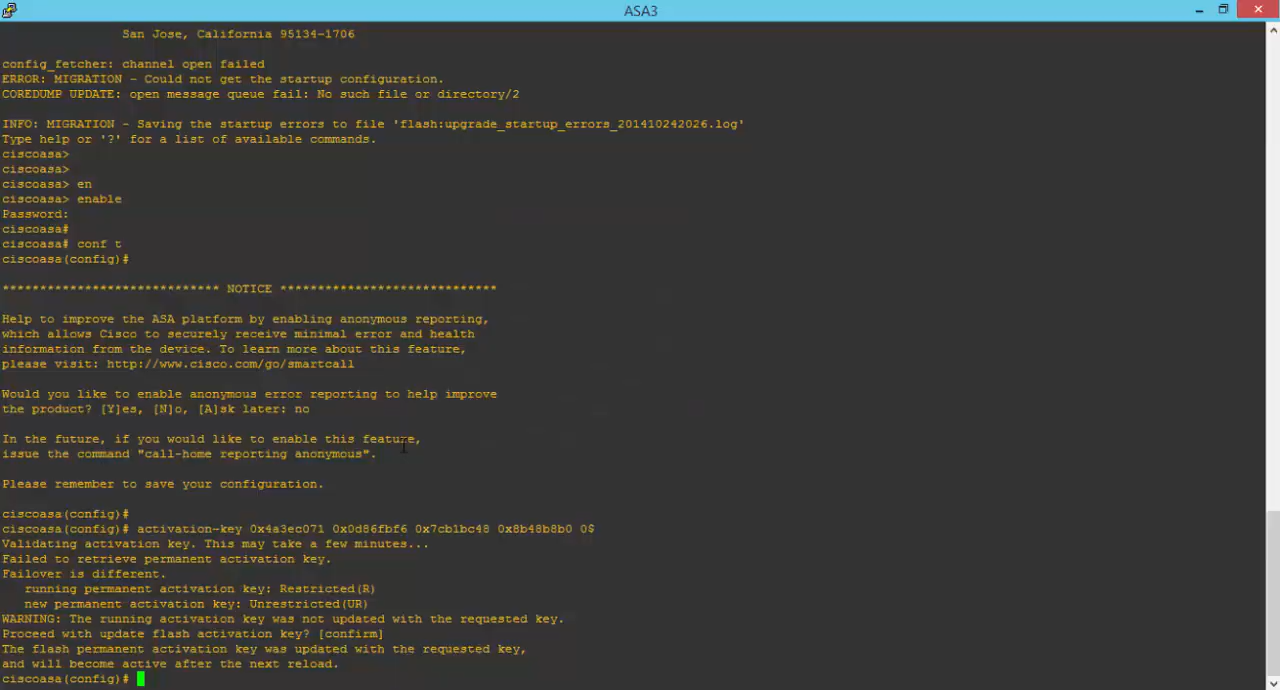 ASA3
San Jose, California 95134-1706
config_fetcher: channel open failed
ERROR: MIGRATION - Could not get the startup configuration.
COREDUMP UPDATE: open message queue fail: No such file or directory/2
INFO: MIGRATION - Saving the startup errors to file 'flash:upgrade_startup_errors_201410242026.log'
Type help or '?' for a list of available commands.
ciscoasa>
ciscoasa>
ciscoasa> en
ciscoasa> enable
Password:
ciscoasa#
ciscoasa# conf t
ciscoasa(config)#
***************************** NOTICE *****************************
Help to improve the ASA platform by enabling anonymous reporting,
which allows Cisco to securely receive minimal error and health
information from the device. To learn more about this feature,
please visit: http://www.cisco.com/go/smartcall
Would you like to enable anonymous error reporting to help improve
the product? [Y]es, [N]o, [A]sk later: no
In the future, if you would like to enable this feature,
issue the command "call-home reporting anonymous".
Please remember to save your configuration.
ciscoasa(config)#
ciscoasa(config)# activation-key 0x4a3ec071 0x0d86fbf6 0x7cb1bc48 0x8b48b8b0 0$
Validating activation key. This may take a few minutes...
Failed to retrieve permanent activation key.
Failover is different.
running permanent activation key: Restricted(R)
new permanent activation key: Unrestricted(UR)
WARNING: The running activation key was not updated with the requested key.
Proceed with update flash activation key? [confirm]
The flash permanent activation key was updated with the requested key,
and will become active after the next reload.
ciscoasa(config)#